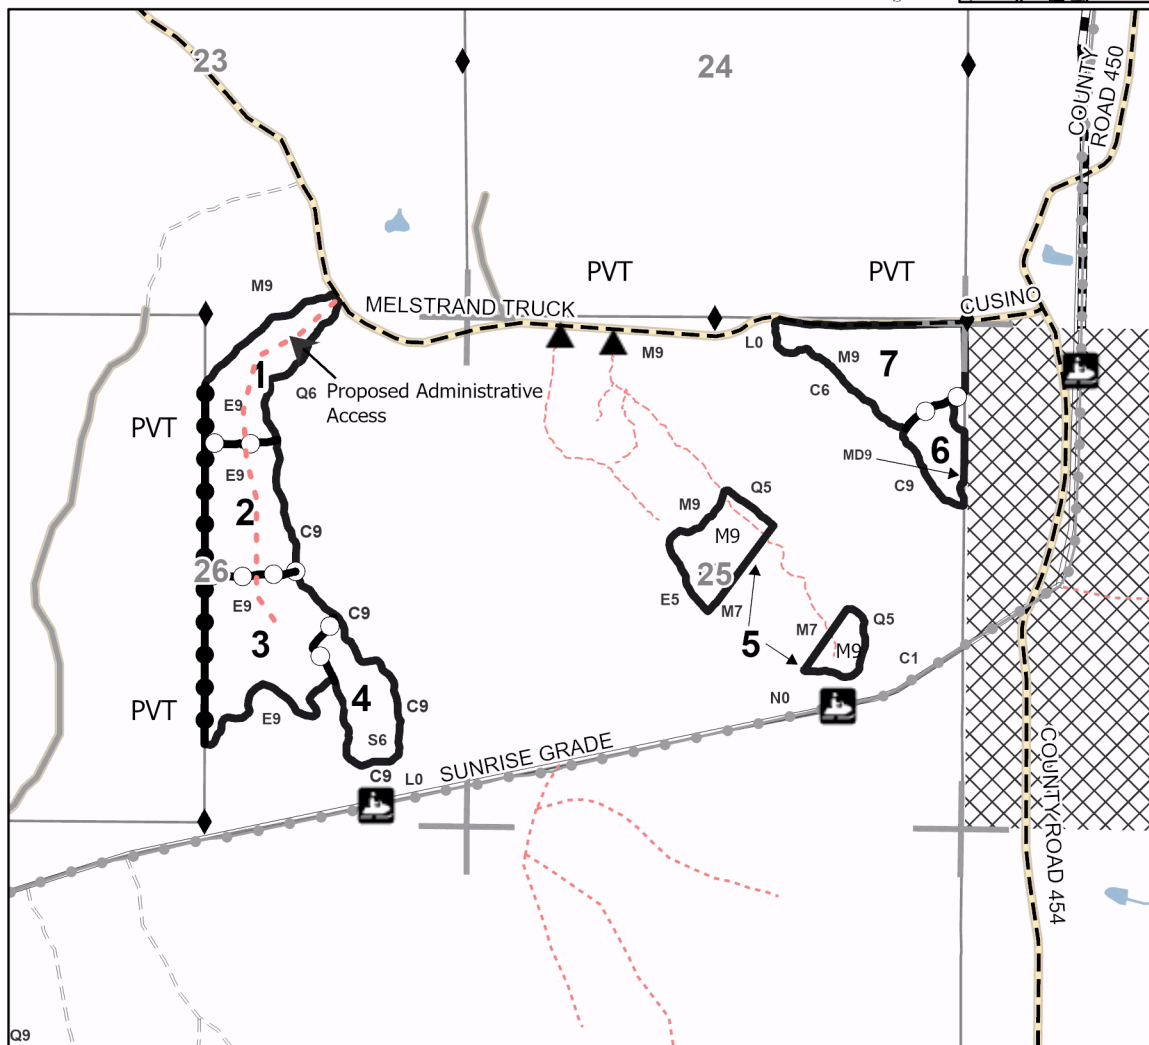 23
24
COUNTY
ROAD 450
PVT
PVT
M9
MELSTRAND TRUCK
CUSINO
L0
M9
M9
7
1
Q6
Proposed Administrative
Access
C6
E9
PVT
6
MD9
C9
E9
2
Q5
M9
M9
C9
26
25
E5
M7
E9
C9
3
5
M7
Q5
M9
C1
4
PVT
E9
C9
N0
S6
SUNRISE GRADE
C9
L0
COUNTY ROAD 454
Q9